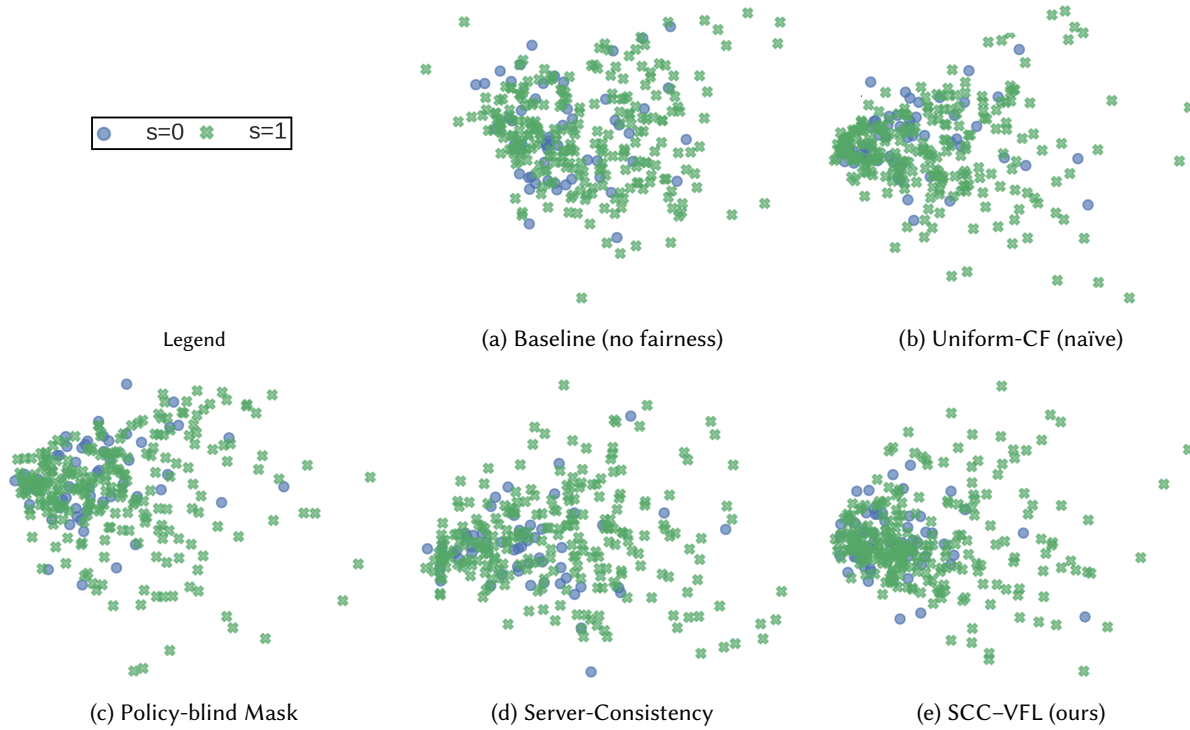 s=0 s=1
Legend
(a) Baseline (no fairness)
(b) Uniform-CF (naïve)
(c) Policy-blind Mask
(d) Server-Consistency
(e) SCC–VFL (ours)